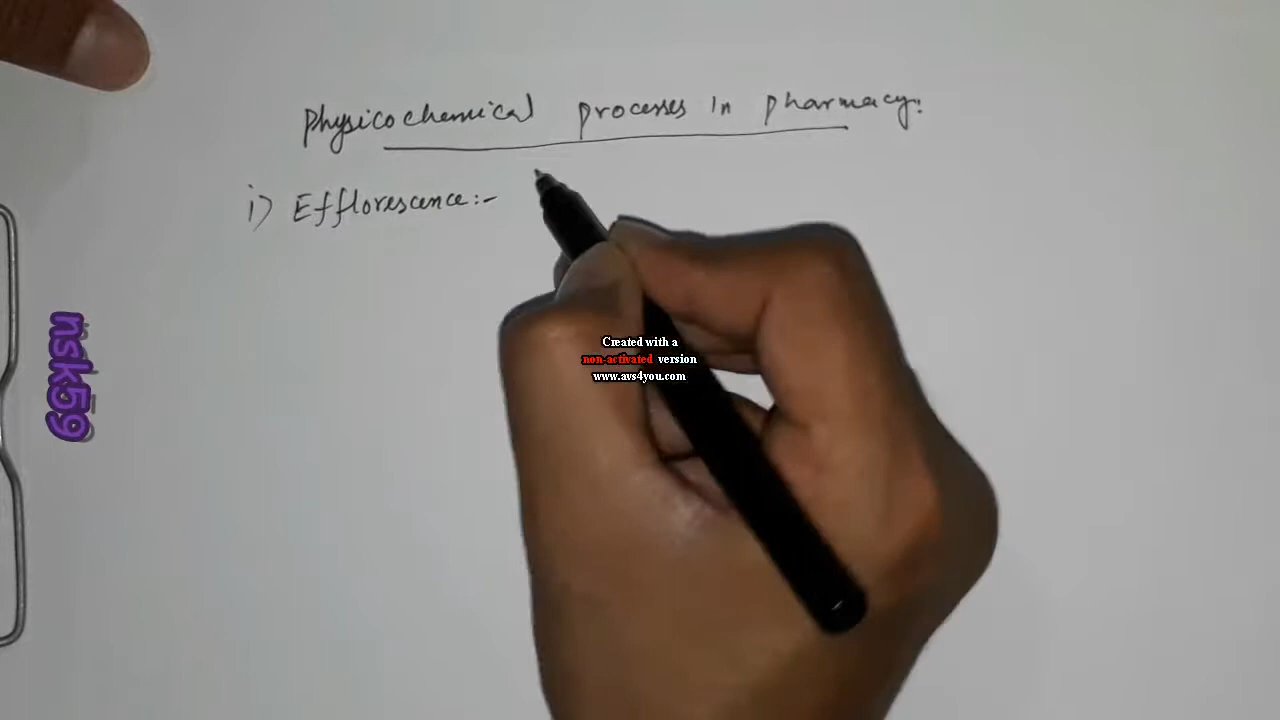 Physicochemical processes in pharmacy:
i) Efflorescence:-
nsk59
Created with a
non-activated version
www.avs4you.com